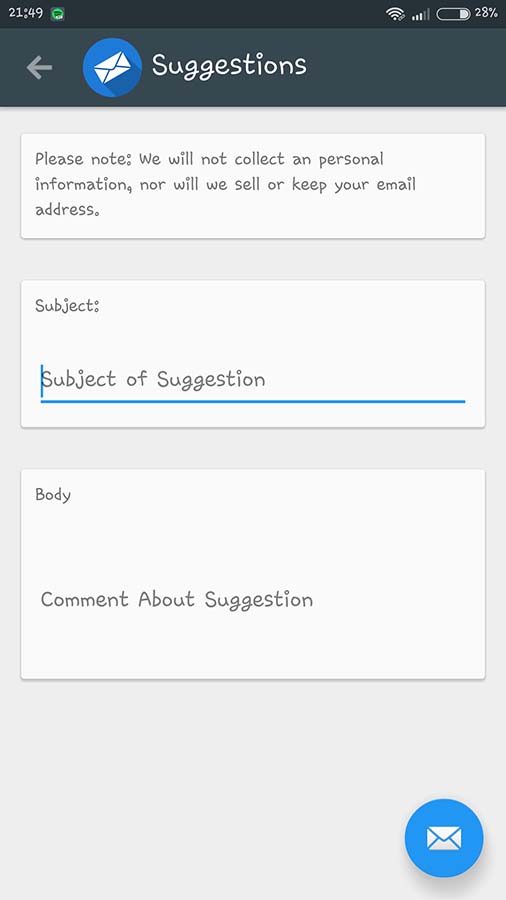 21:49
28%
Suggestions
Please note: We will not collect an personal
information, nor will we sell or keep your email
address.
Subject:
Subject of Suggestion
Body
Comment About Suggestion